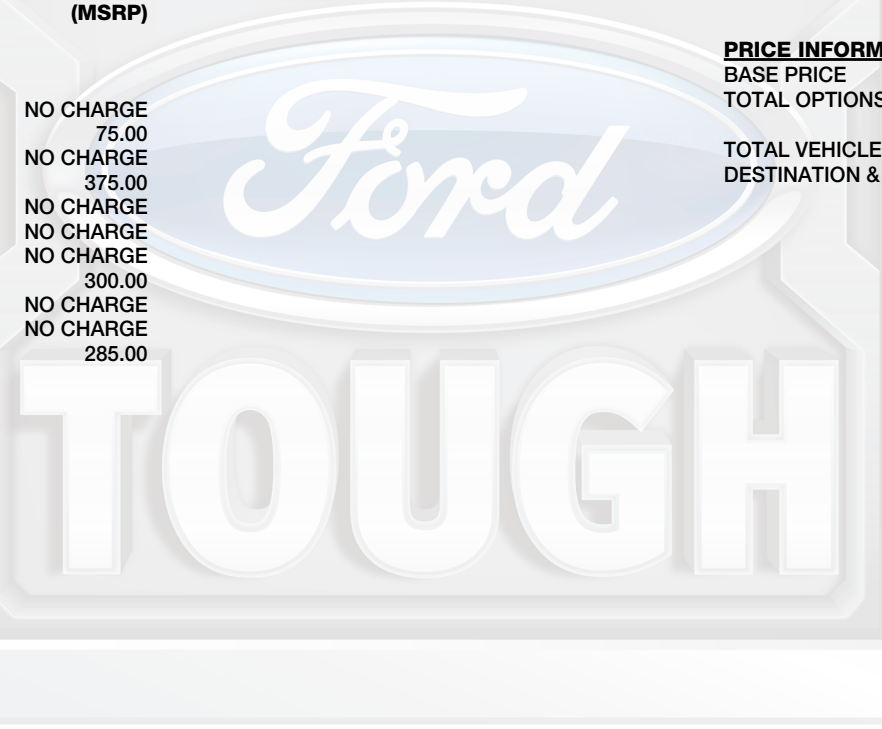 (MSRP)
NO CHARGE
75.00
NO CHARGE
375.00
NO CHARGE
NO CHARGE
NO CHARGE
300.00
NO CHARGE
NO CHARGE
285.00
PRICE INFORM
BASE PRICE
TOTAL OPTIONS
TOTAL VEHICLE
DESTINATION &
Ford
TOUGH